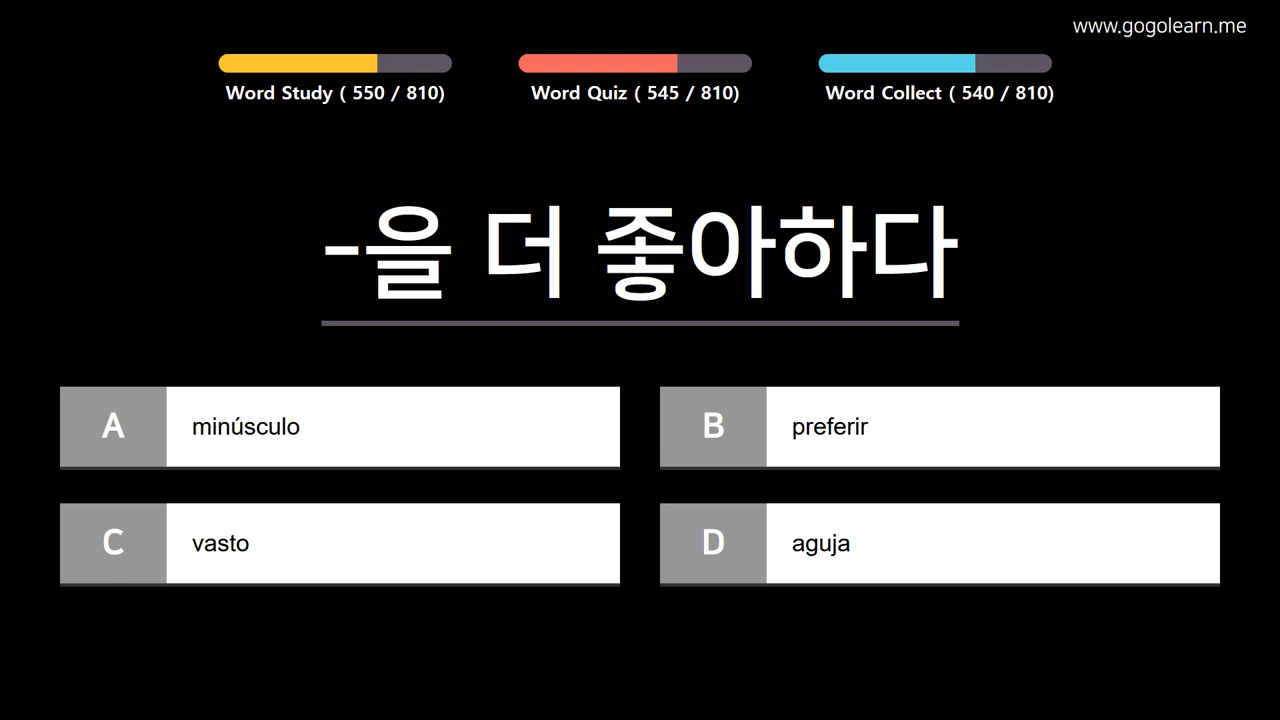 www.gogolearn.me
Word Study ( 550 / 810)
Word Quiz ( 545 / 810)
Word Collect ( 540 / 810)
-을 더 좋아하다
A minúsculo
B preferir
C vasto
D aguja